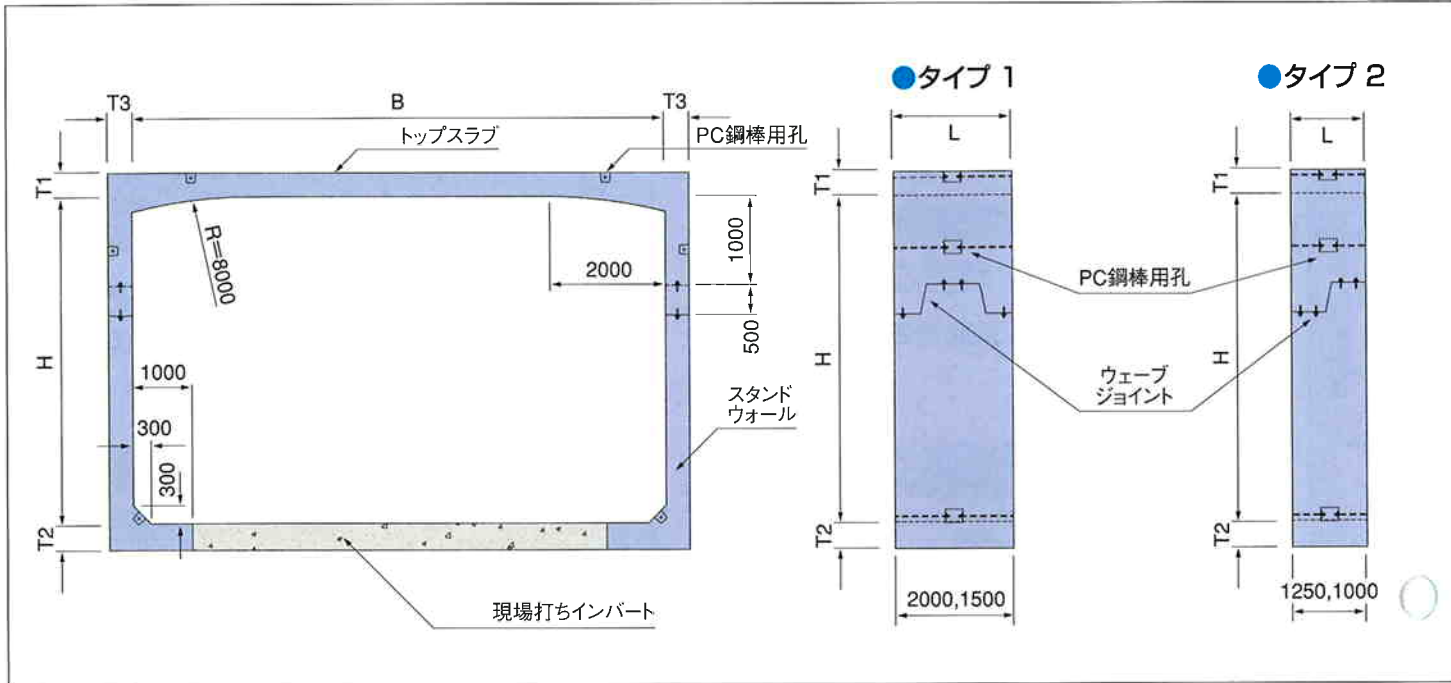 ●タイプ 1
●タイプ 2
T3
B
T3
L
L
トップスラブ
PC鋼棒用孔
T1
T1
T1
R=8000
1000
2000
500
PC鋼棒用孔
H
H
H
1000
ウェーブ
ジョイント
スタンド
ウォール
300
300
T2
T2
T2
2000,1500
1250,1000
現場打ちインバート